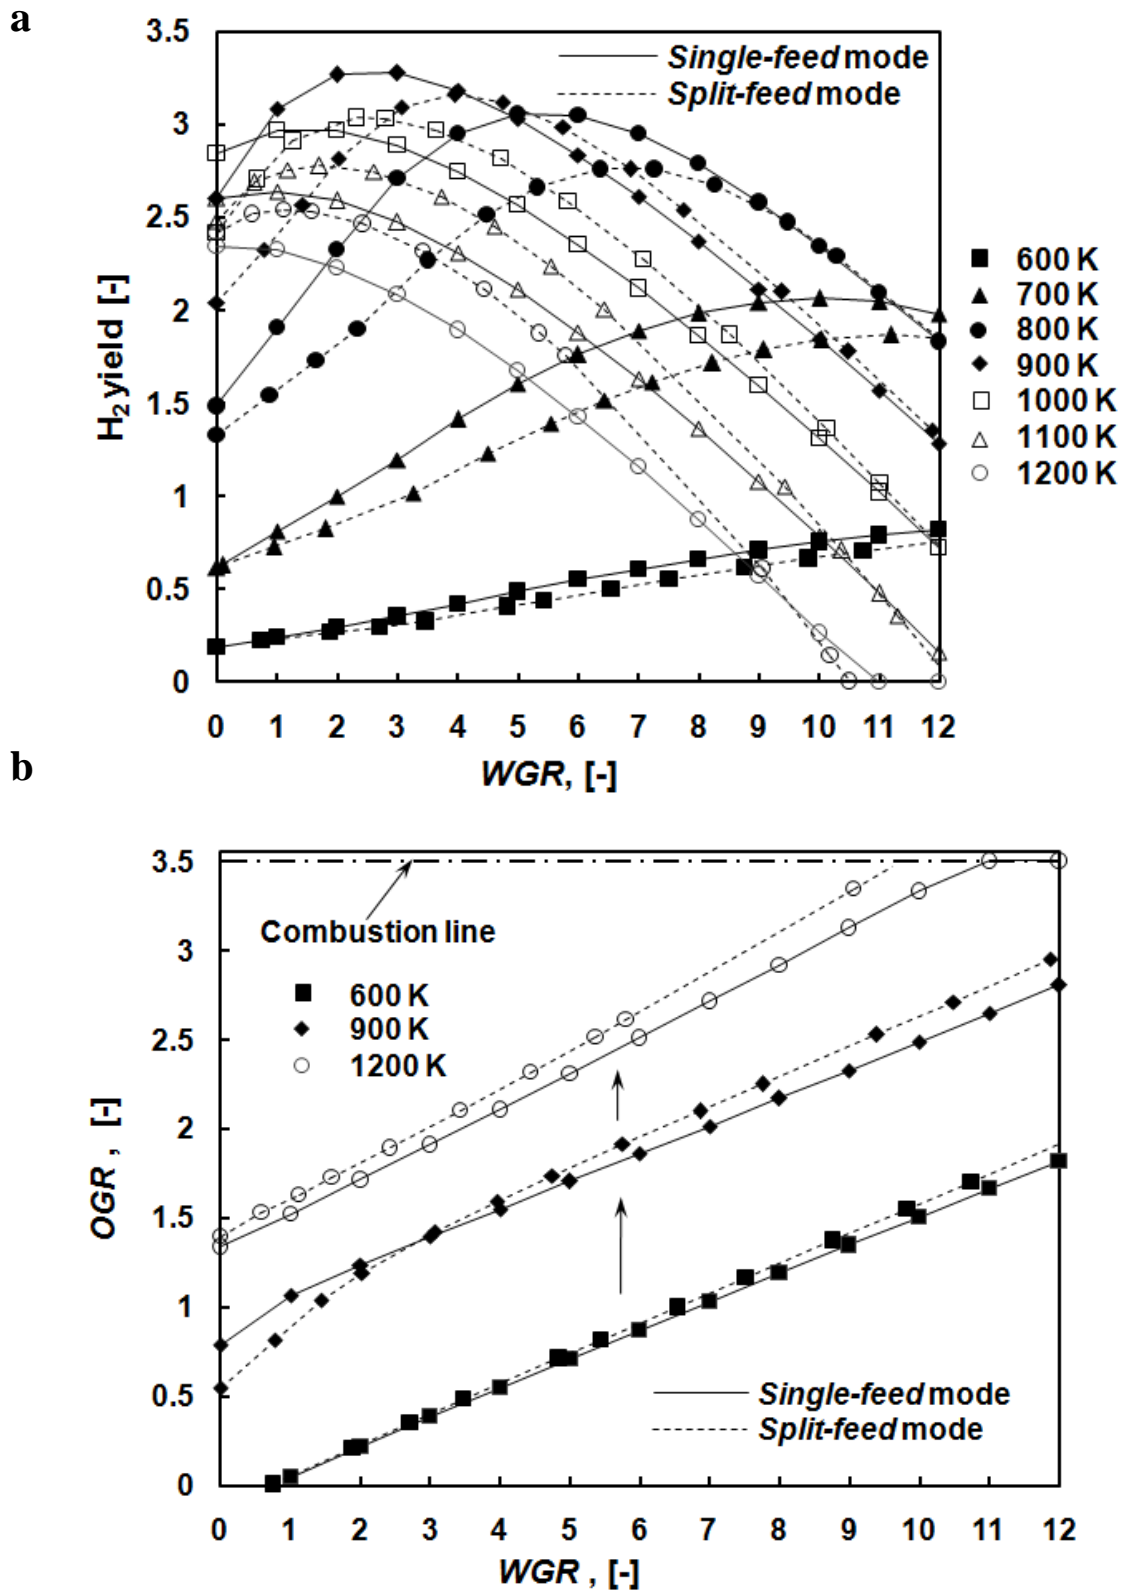 a
3.5
3
2.5
2
1.5
1
0.5
0
H2 yield [-]
Single-feed mode
Split-feed mode
600 K
700 K
800 K
900 K
1000 K
1100 K
1200 K
0 1 2 3 4 5 6 7 8 9 10 11 12
WGR, [-]
b
3.5
3
2.5
2
1.5
1
0.5
0
OGR , [-]
Combustion line
600 K
900 K
1200 K
Single-feed mode
Split-feed mode
0 1 2 3 4 5 6 7 8 9 10 11 12
WGR , [-]